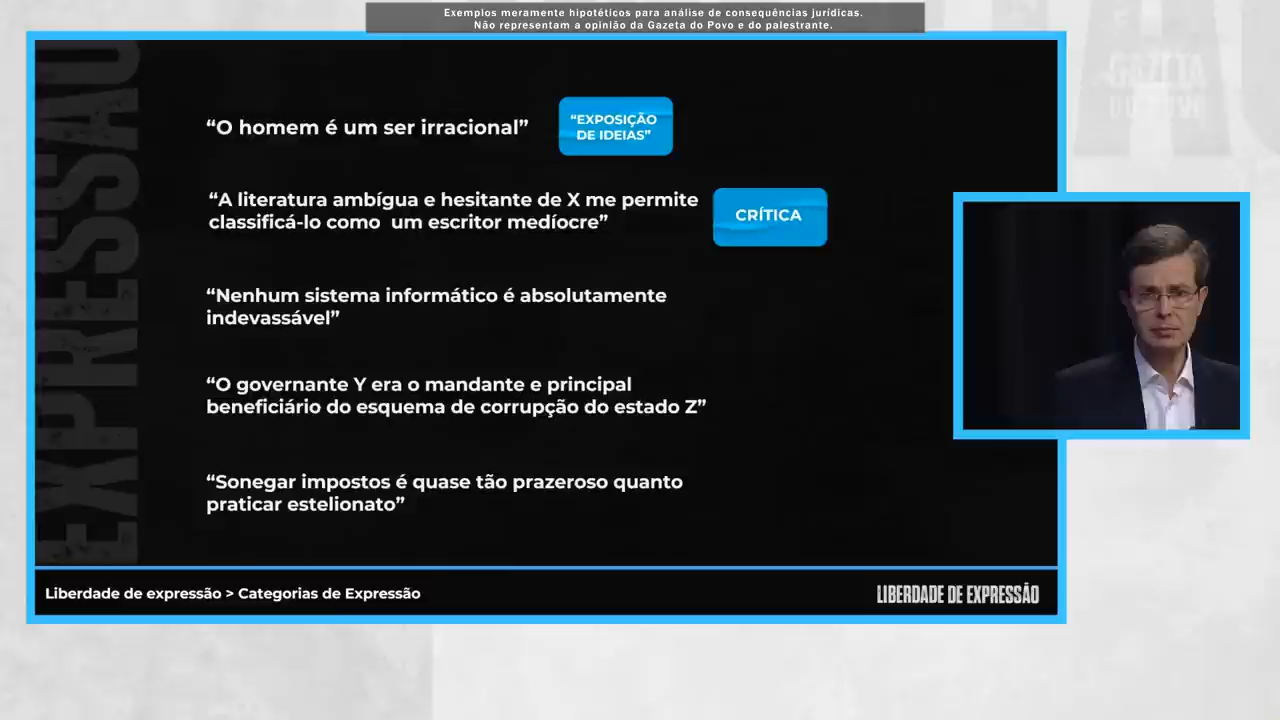 Exemplos meramente hipotéticos para análise de consequências jurídicas.
Não representam a opinião da Gazeta do Povo e do palestrante.
GAZETA
DO POVO
EXPRESSÃO
“O homem é um ser irracional”
“EXPOSIÇÃO
DE IDEIAS”
“A literatura ambígua e hesitante de X me permite
classificá-lo como um escritor medíocre”
CRÍTICA
“Nenhum sistema informático é absolutamente
indevassável”
“O governante Y era o mandante e principal
beneficiário do esquema de corrupção do estado Z”
“Sonegar impostos é quase tão prazeroso quanto
praticar estelionato”
Liberdade de expressão > Categorias de Expressão
LIBERDADE DE EXPRESSÃO